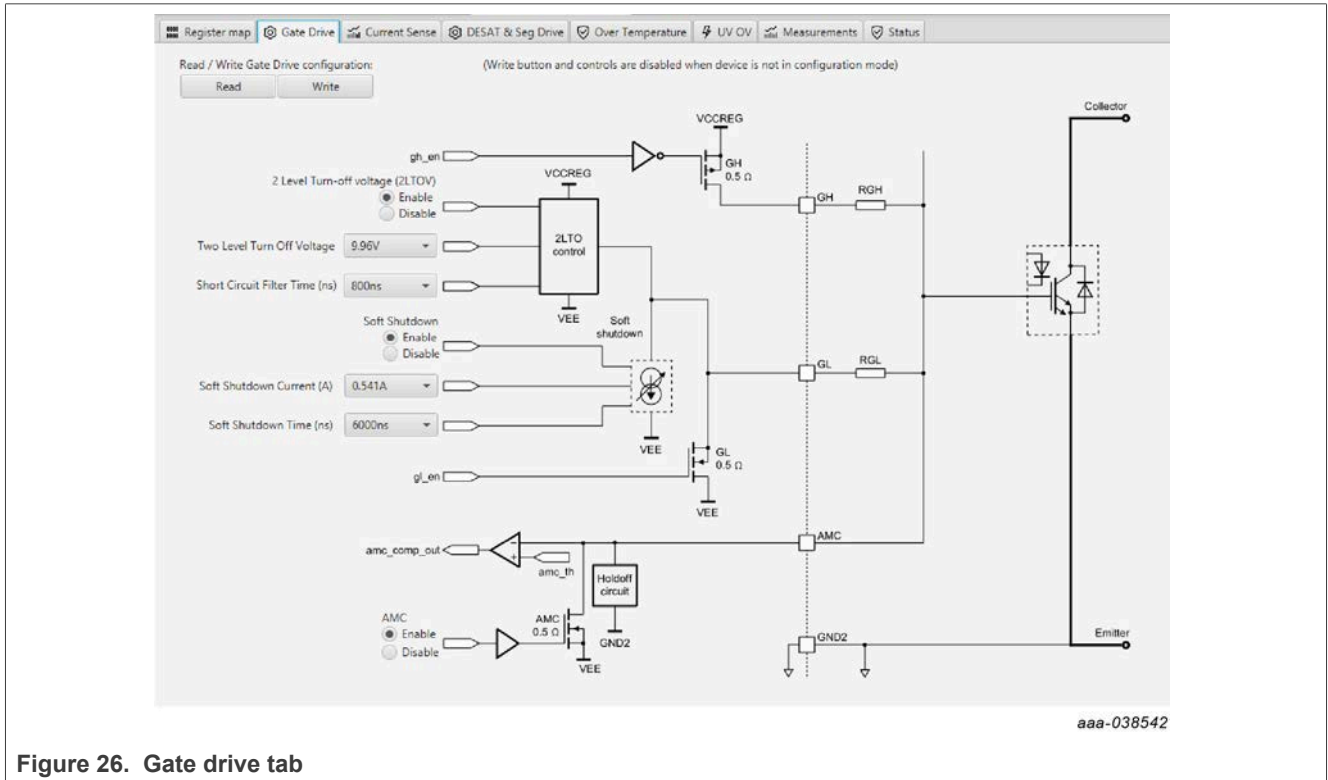 Register map Gate Drive Current Sense DESAT & Seg Drive Over Temperature UV OV Measurements Status
Read / Write Gate Drive configuration: (Write button and controls are disabled when device is not in configuration mode)
Read Write
Collector
VCCREG
gh_en
GH
0.5 Ω
2 Level Turn-off voltage (2LTOV)
Enable
Disable
VCCREG
GH RGH
Two Level Turn Off Voltage 9.96V
2LTO
control
Short Circuit Filter Time (ns) 800ns
VEE
Soft
shutdown
Soft Shutdown
Enable
Disable
GL RGL
Soft Shutdown Current (A) 0.541A
Soft Shutdown Time (ns) 6000ns
VEE
GL
0.5 Ω
gl_en
VEE
AMC
amc_comp_out
amc_th
Holdoff
circuit
AMC
Enable
Disable
AMC
0.5 Ω
GND2
VEE
GND2
Emitter
aaa-038542
Figure 26. Gate drive tab